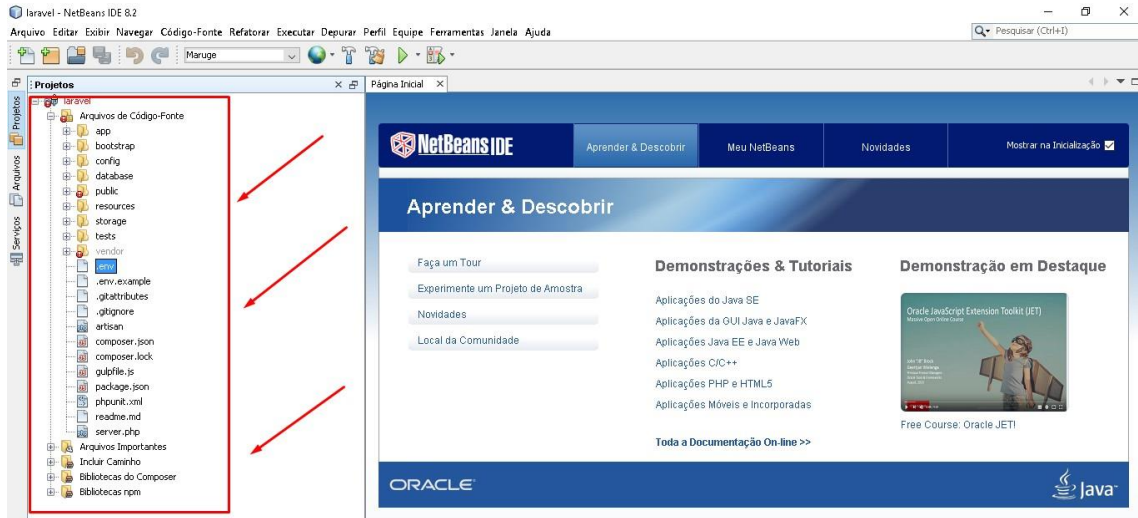 laravel - NetBeans IDE 8.2
Arquivo Editar Exibir Navegar Código-Fonte Refatorar Executar Depurar Perfil Equipe Ferramentas Janela Ajuda
Pesquisar (Ctrl+I)
Maruge
Projetos
Página Inicial
Projetos
Arquivos
Serviços
laravel
Arquivos de Código-Fonte
app
bootstrap
config
database
public
resources
storage
tests
vendor
.env
.env.example
.gitattributes
.gitignore
artisan
composer.json
composer.lock
gulpfile.js
package.json
phpunit.xml
readme.md
server.php
Arquivos Importantes
Incluir Caminho
Bibliotecas do Composer
Bibliotecas npm
NetBeans IDE
Aprender & Descobrir
Meu NetBeans
Novidades
Mostrar na Inicialização
Aprender & Descobrir
Faça um Tour
Experimente um Projeto de Amostra
Novidades
Local da Comunidade
Demonstrações & Tutoriais
Aplicações do Java SE
Aplicações da GUI Java e JavaFX
Aplicações Java EE e Java Web
Aplicações C/C++
Aplicações PHP e HTML5
Aplicações Móveis e Incorporadas
Toda a Documentação On-line >>
Demonstração em Destaque
Oracle JavaScript Extension Toolkit (JET)
Massive Open Online Course
Free Course: Oracle JET!
ORACLE
Java